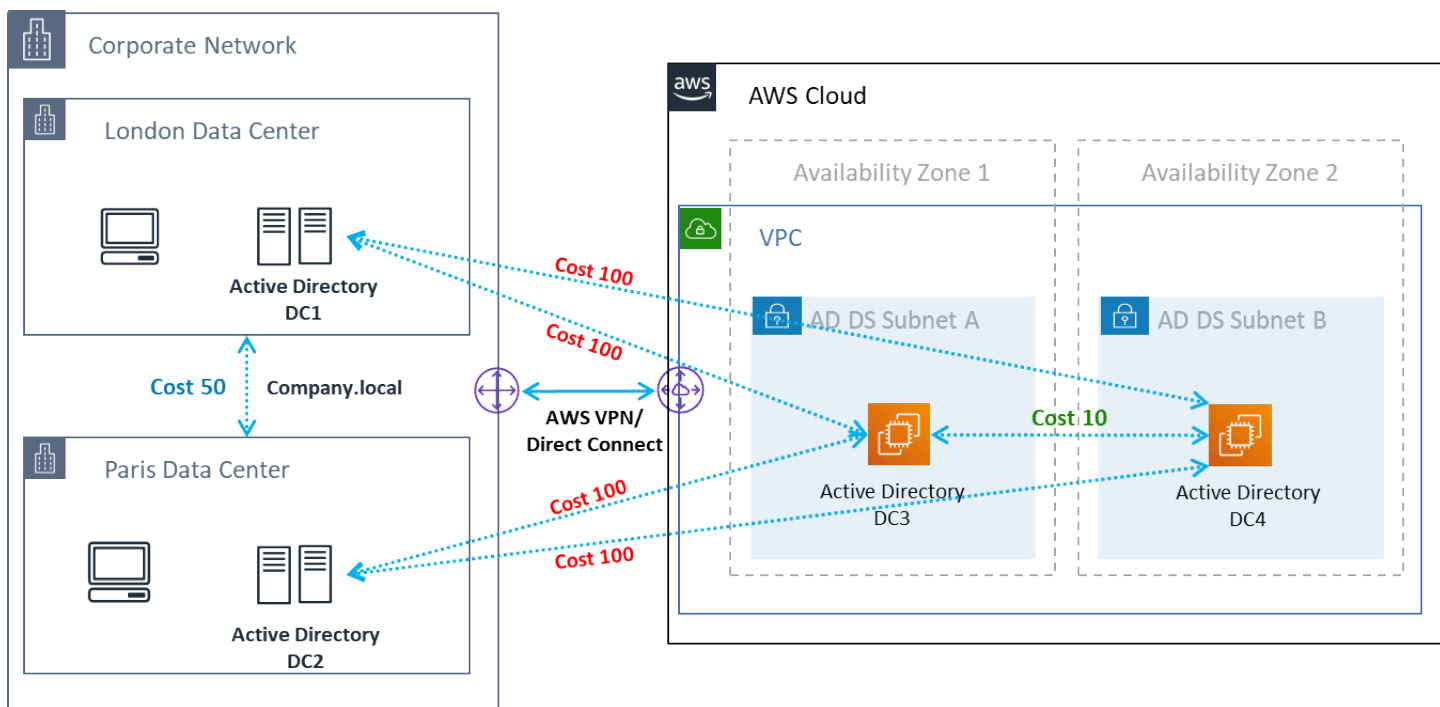 Corporate Network
London Data Center
Active Directory
DC1
Cost 50
Company.local
Paris Data Center
Active Directory
DC2
AWS VPN/
Direct Connect
Cost 100
Cost 100
Cost 100
Cost 100
aws
AWS Cloud
Availability Zone 1
Availability Zone 2
VPC
AD DS Subnet A
AD DS Subnet B
Cost 10
Active Directory
DC3
Active Directory
DC4
?